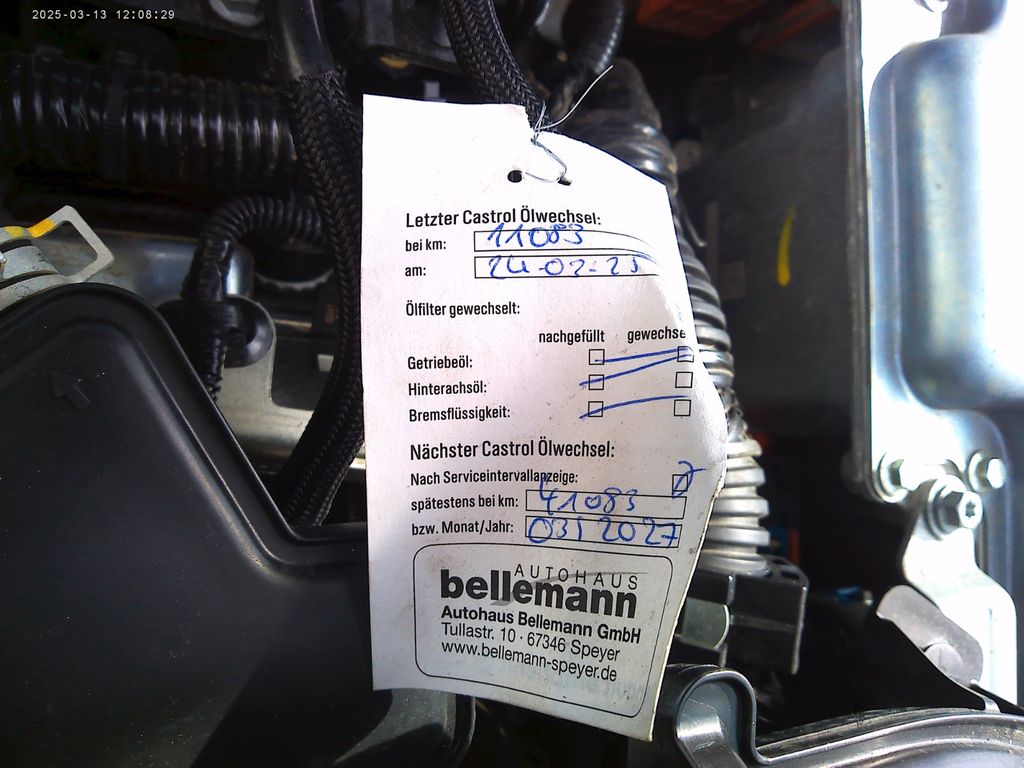 2025-03-13 12:08:29
Letzter Castrol Ölwechsel:
bei km: 11083
am: 24-02-25
Ölfilter gewechselt:
nachgefüllt gewechse
Getriebeöl:
Hinterachsöl:
Bremsflüssigkeit:
Nächster Castrol Ölwechsel:
Nach Serviceintervallanzeige:
spätestens bei km: 41083
bzw. Monat/Jahr: 03/2027
AUTOHAUS
bellemann
Autohaus Bellemann GmbH
Tullastr. 10 · 67346 Speyer
www.bellemann-speyer.de